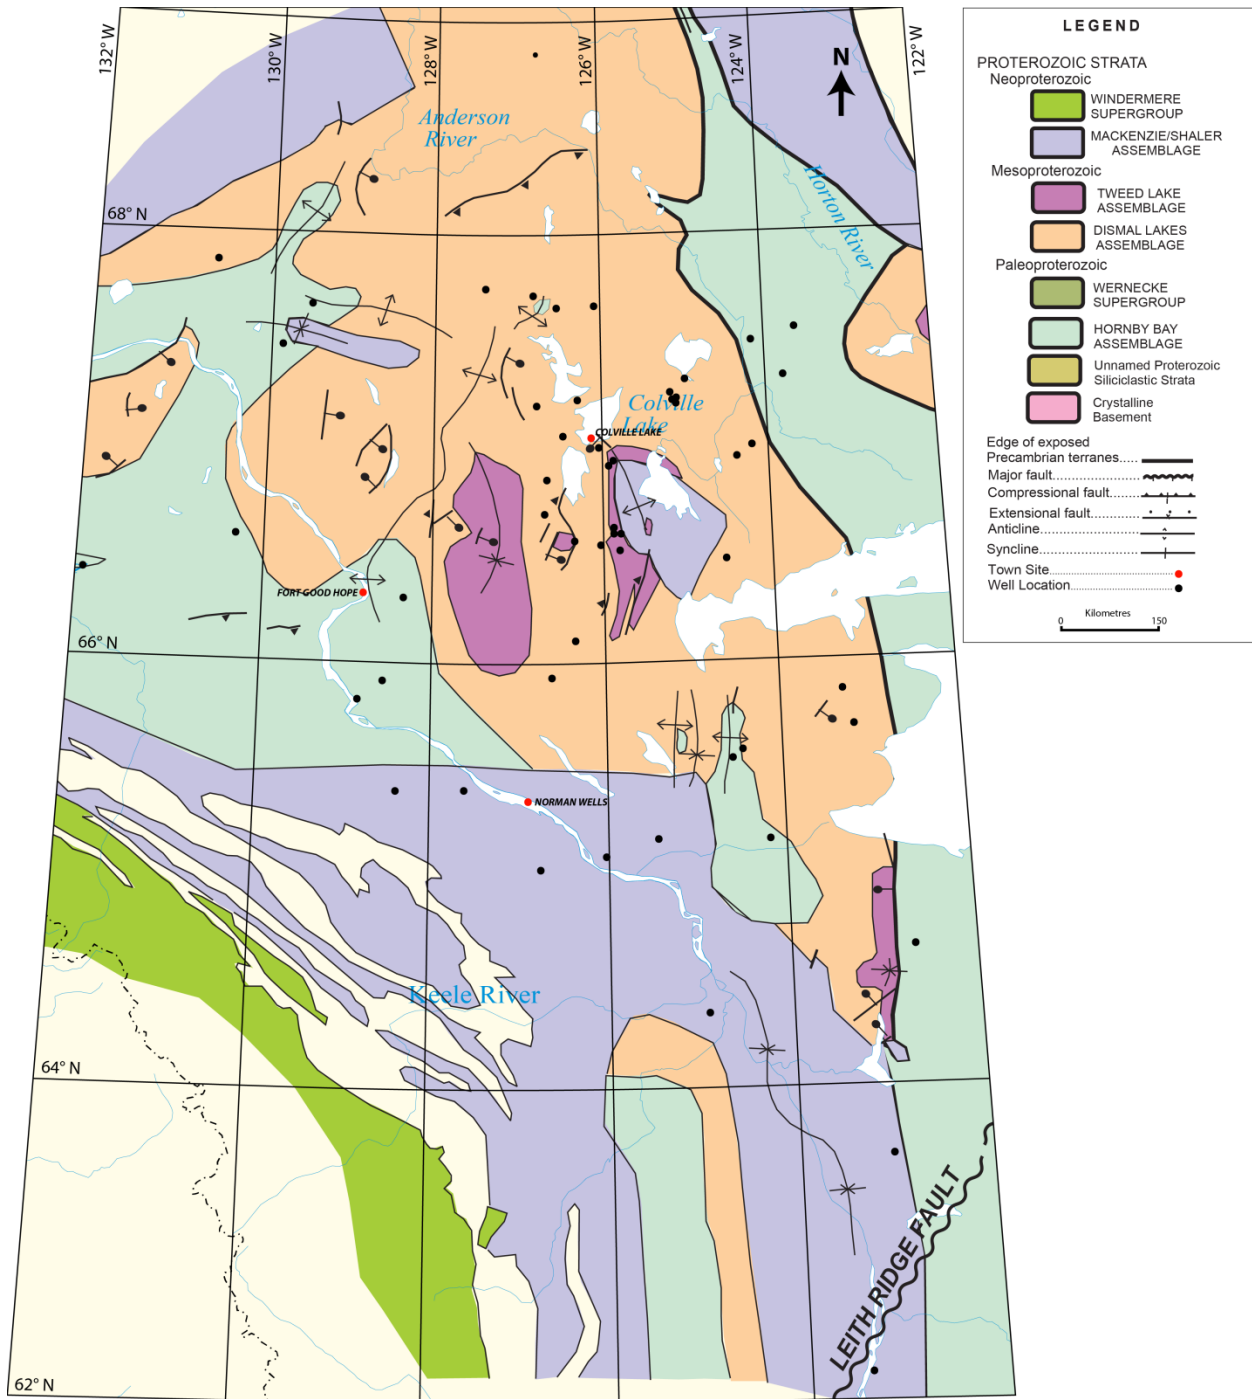 132° W
130° W
128° W
126° W
124° W
122° W
N
Anderson
River
Horton River
68° N
Colville
Lake
COLVILLE LAKE
FORT GOOD HOPE
66° N
NORMAN WELLS
Keele River
64° N
LEITH RIDGE FAULT
62° N
LEGEND
PROTEROZOIC STRATA
Neoproterozoic
WINDERMERE
SUPERGROUP
MACKENZIE/SHALER
ASSEMBLAGE
Mesoproterozoic
TWEED LAKE
ASSEMBLAGE
DISMAL LAKES
ASSEMBLAGE
Paleoproterozoic
WERNECKE
SUPERGROUP
HORNBY BAY
ASSEMBLAGE
Unnamed Proterozoic
Siliciclastic Strata
Crystalline
Basement
Edge of exposed
Precambrian terranes.....
Major fault
Compressional fault
Extensional fault
Anticline
Syncline
Town Site
Well Location
Kilometres
0 150